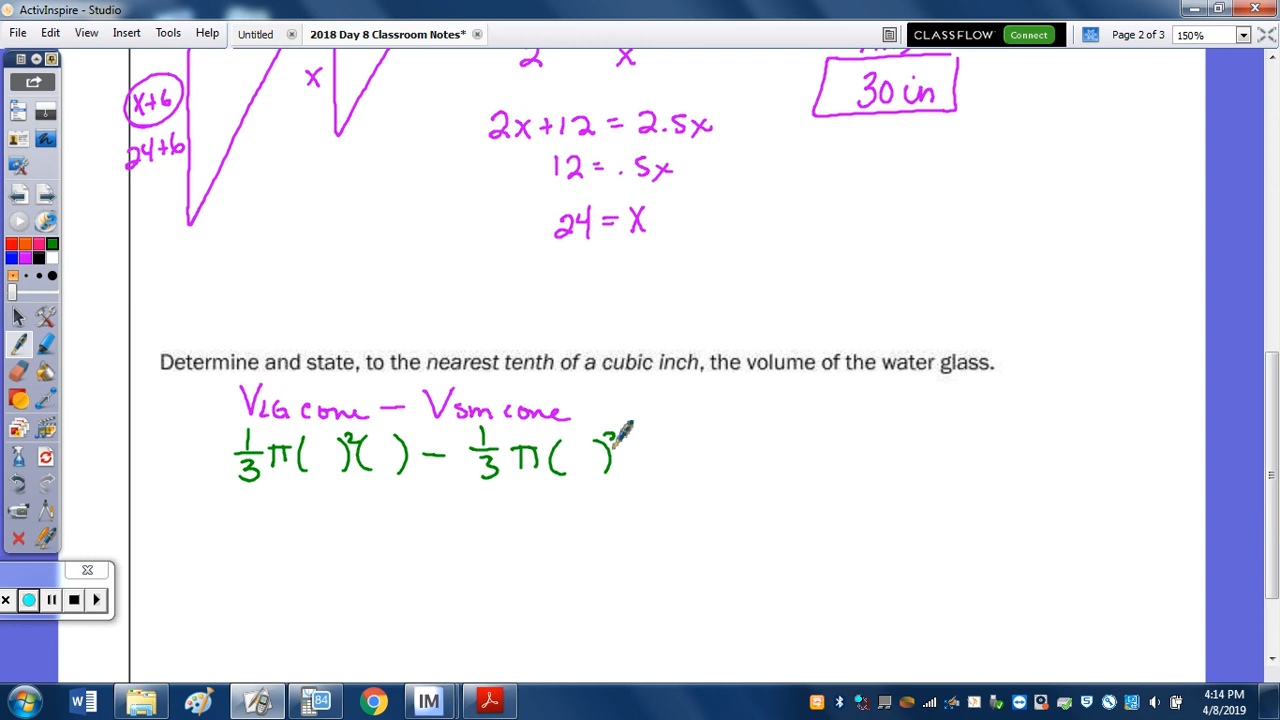 ActivInspire - Studio
File Edit View Insert Tools Help Untitled 2018 Day 8 Classroom Notes* CLASSFLOW Connect Page 2 of 3 150%
2 x
x
x+6
30 in
24+6
2x+12 = 2.5x
12 = .5x
24 = x
Determine and state, to the nearest tenth of a cubic inch, the volume of the water glass.
VLG cone - Vsm cone
1/3 π( )²( ) - 1/3 π( )²
84
IM
4:14 PM
4/8/2019